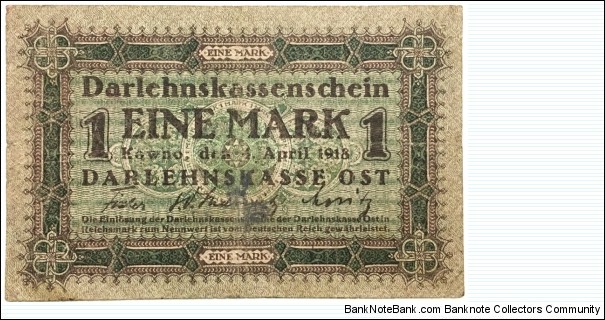 EINE MARK
Darlehnskassenschein
1 EINE MARK 1
Kowno, den 4. April 1918
DARLEHNSKASSE OST
Die Einlösung der Darlehnskassenscheine der Darlehnskasse Ost in
Reichsmark zum Nennwert ist vom Deutschen Reich gewährleistet.
EINE MARK
BankNoteBank.com - Banknote Collectors Community